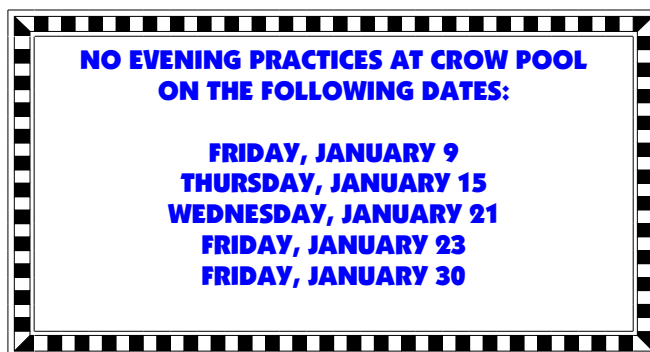 NO EVENING PRACTICES AT CROW POOL
ON THE FOLLOWING DATES:
FRIDAY, JANUARY 9
THURSDAY, JANUARY 15
WEDNESDAY, JANUARY 21
FRIDAY, JANUARY 23
FRIDAY, JANUARY 30